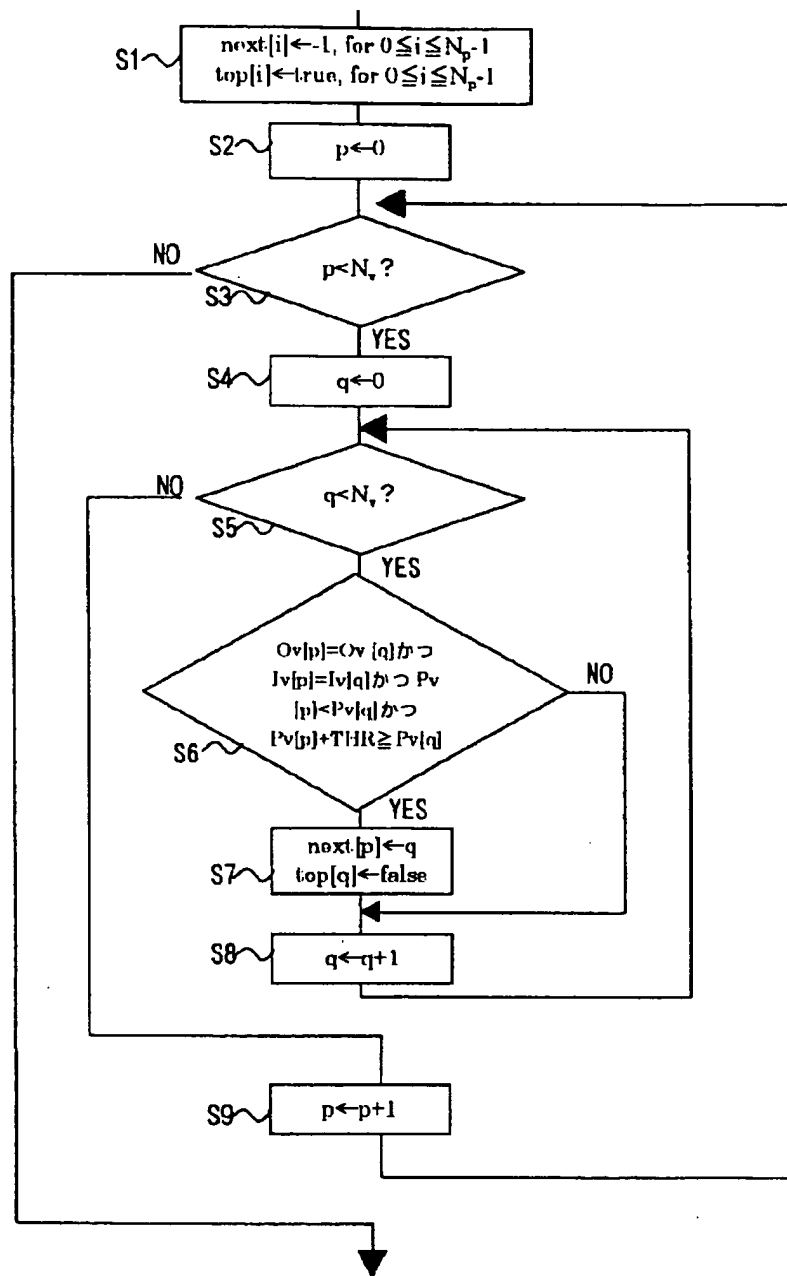 S1
next[i]←-1, for 0≦i≦Np-1
top[i]←true, for 0≦i≦Np-1
S2
p←0
NO
p<Nv?
S3
YES
S4
q←0
NO
q<Nv?
S5
YES
Ov[p]=Ov[q]かつ
Iv[p]=Iv[q]かつ Pv
[p]<Pv[q]かつ
Pv[p]+THR≧Pv[q]
NO
S6
YES
next[p]←q
top[q]←false
S7
S8
q←q+1
S9
p←p+1